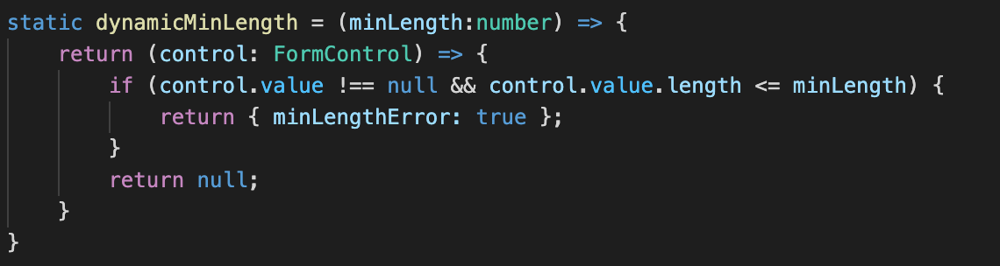 static dynamicMinLength = (minLength:number) => {
    return (control: FormControl) => {
        if (control.value !== null && control.value.length <= minLength) {
            return { minLengthError: true };
        }
        return null;
    }
}